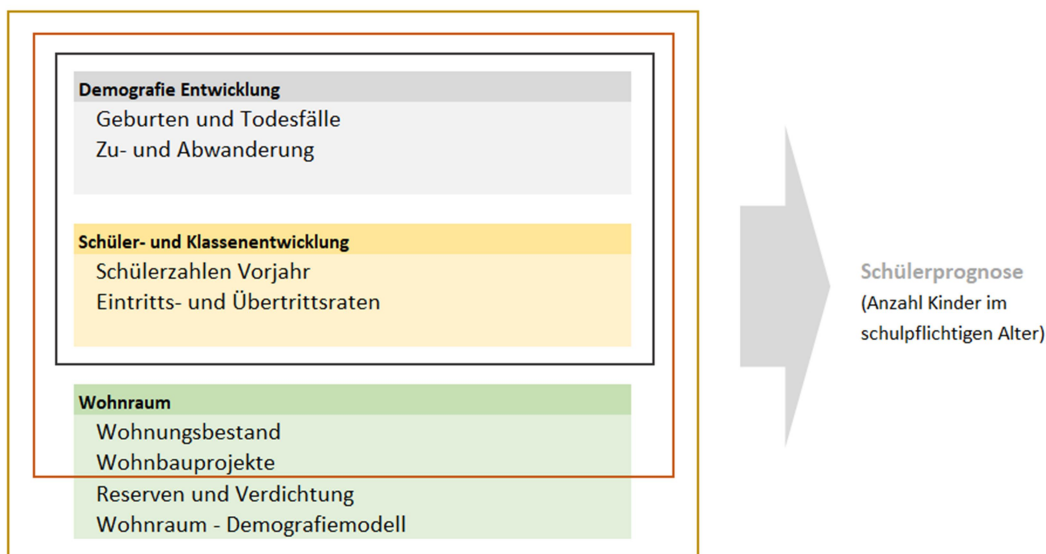 Demografie Entwicklung
Geburten und Todesfälle
Zu- und Abwanderung
Schüler- und Klassenentwicklung
Schülerzahlen Vorjahr
Eintritts- und Übertrittsraten
Wohnraum
Wohnungsbestand
Wohnbauprojekte
Reserven und Verdichtung
Wohnraum - Demografiemodell
Schülerprognose
(Anzahl Kinder im
schulpflichtigen Alter)